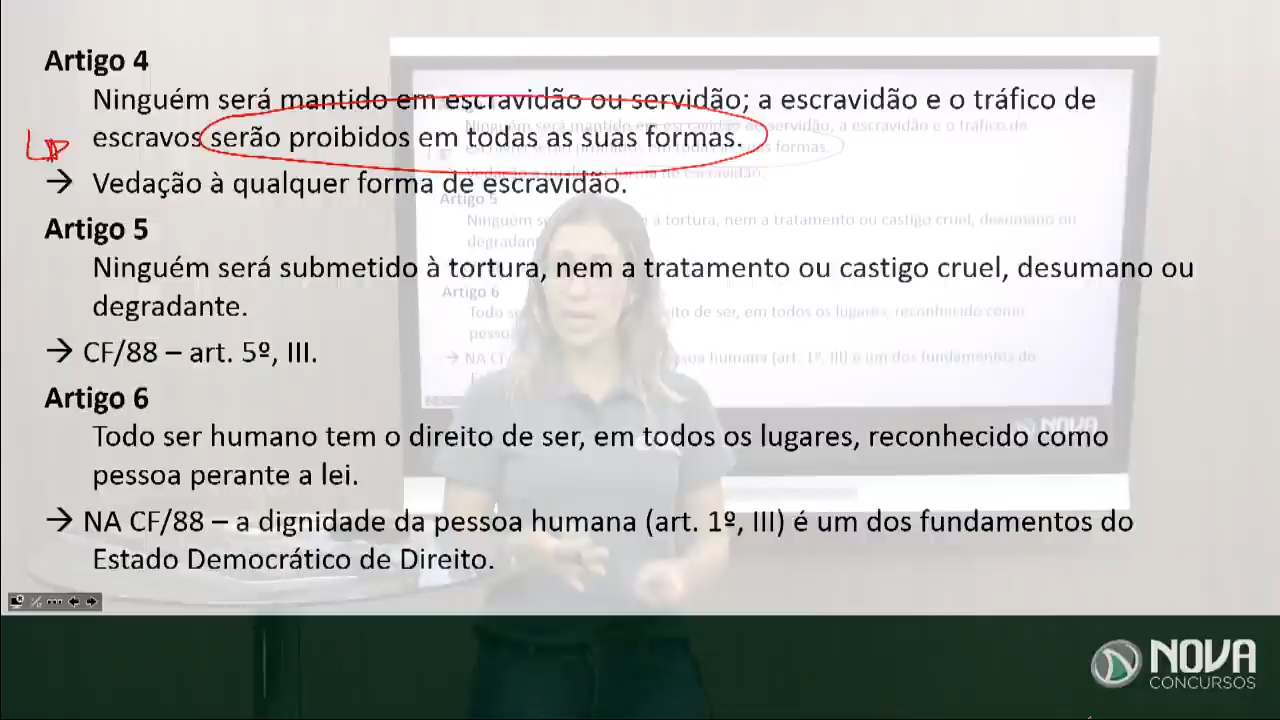 Artigo 4
Ninguém será mantido em escravidão ou servidão; a escravidão e o tráfico de
escravos serão proibidos em todas as suas formas.
→ Vedação à qualquer forma de escravidão.
Artigo 5
Ninguém será submetido à tortura, nem a tratamento ou castigo cruel, desumano ou
degradante.
→ CF/88 – art. 5º, III.
Artigo 6
Todo ser humano tem o direito de ser, em todos os lugares, reconhecido como
pessoa perante a lei.
→ NA CF/88 – a dignidade da pessoa humana (art. 1º, III) é um dos fundamentos do
Estado Democrático de Direito.
NOVA
CONCURSOS